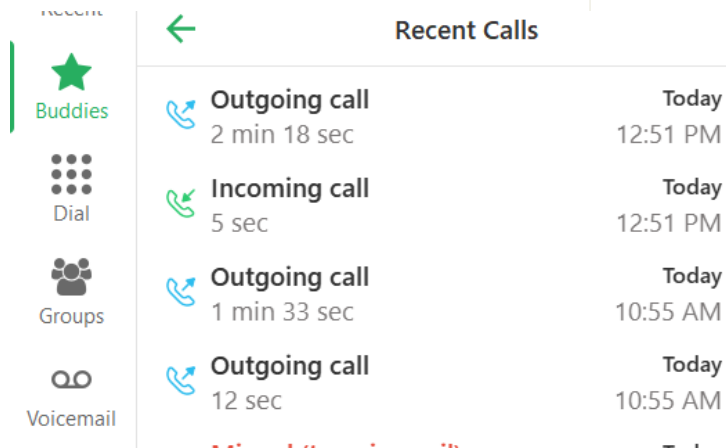 Recent
Recent Calls
Buddies
Dial
Groups
Voicemail
Outgoing call
Today
2 min 18 sec
12:51 PM
Incoming call
Today
5 sec
12:51 PM
Outgoing call
Today
1 min 33 sec
10:55 AM
Outgoing call
Today
12 sec
10:55 AM